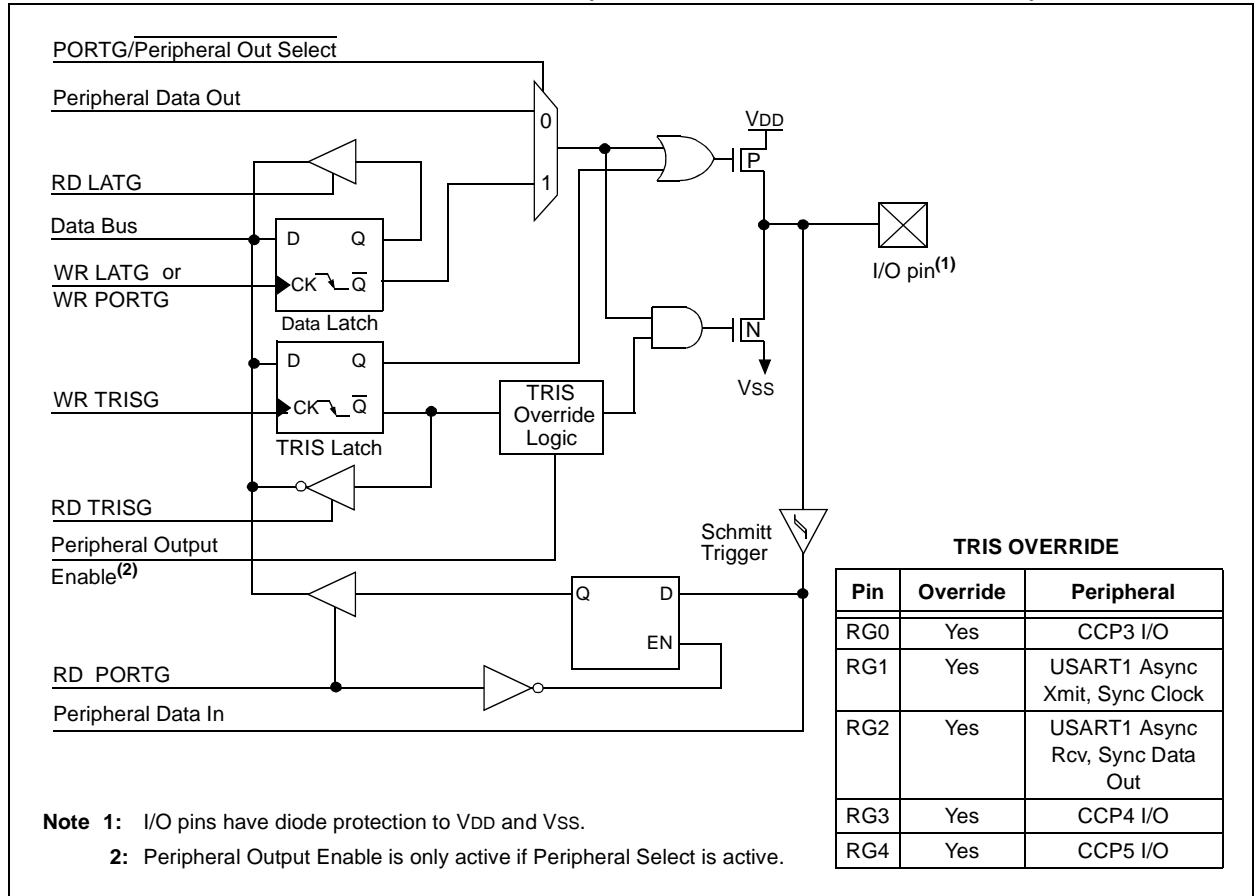 PORTG/Peripheral Out Select
Peripheral Data Out
VDD
0
P
RD LATG
1
Data Bus
D Q
WR LATG or
WR PORTG
CK Q
I/O pin(1)
Data Latch
N
D Q
TRIS
Override
Logic
VSS
WR TRISG
CK Q
TRIS Latch
RD TRISG
Schmitt
Trigger
Peripheral Output
Enable(2)
Q D
EN
RD PORTG
Peripheral Data In
TRIS OVERRIDE
Pin Override Peripheral
RG0 Yes CCP3 I/O
RG1 Yes USART1 Async
Xmit, Sync Clock
RG2 Yes USART1 Async
Rcv, Sync Data
Out
RG3 Yes CCP4 I/O
RG4 Yes CCP5 I/O
Note 1: I/O pins have diode protection to VDD and VSS.
2: Peripheral Output Enable is only active if Peripheral Select is active.